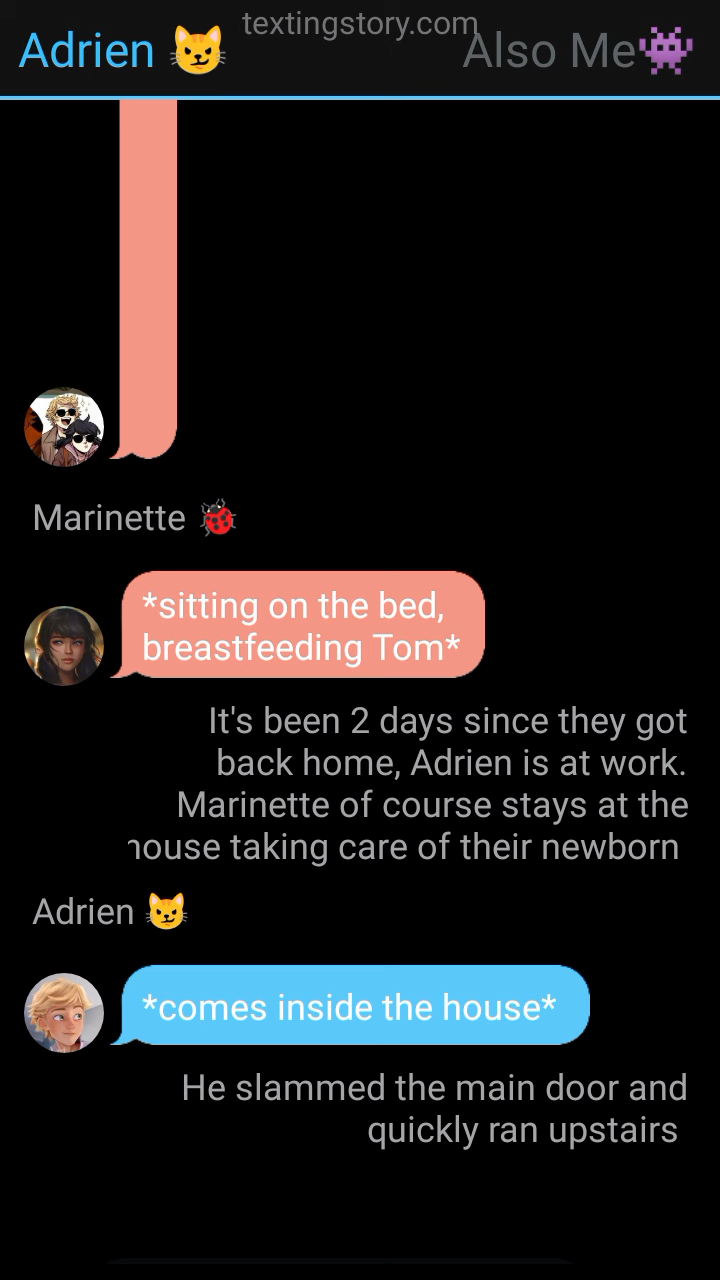 textingstory.com
Adrien 😼 Also Me👾
Marinette 🐞
*sitting on the bed,
breastfeeding Tom*
It's been 2 days since they got
back home, Adrien is at work.
Marinette of course stays at the
house taking care of their newborn
Adrien 😼
*comes inside the house*
He slammed the main door and
quickly ran upstairs